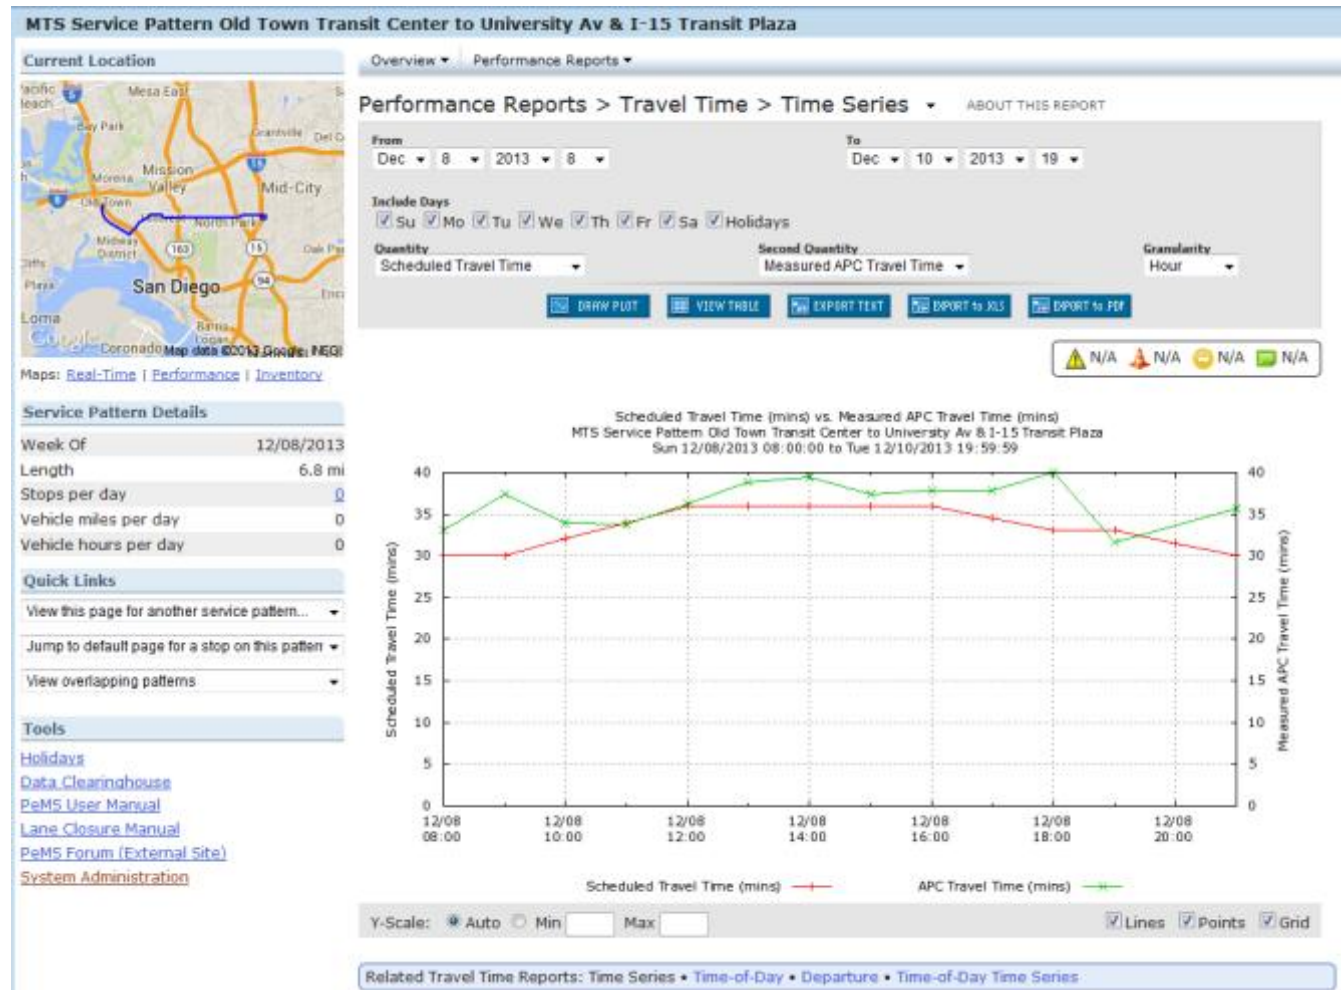 MTS Service Pattern Old Town Transit Center to University Av & I-15 Transit Plaza
Current Location
Mesa East
Bay Park
Grantville
Mission
Valley
Morena
Mid-City
Old Town
North Park
Midway
District
163
15
San Diego
94
Loma
Coronado
Maps: Real-Time | Performance | Inventory
Service Pattern Details
Week Of 12/08/2013
Length 6.8 mi
Stops per day 0
Vehicle miles per day 0
Vehicle hours per day 0
Quick Links
View this page for another service pattern...
Jump to default page for a stop on this pattern
View overlapping patterns
Tools
Holidays
Data Clearinghouse
PeMS User Manual
Lane Closure Manual
PeMS Forum (External Site)
System Administration
Overview Performance Reports
Performance Reports > Travel Time > Time Series ABOUT THIS REPORT
From To
Dec 8 2013 8 Dec 10 2013 19
Include Days
Su Mo Tu We Th Fr Sa Holidays
Quantity Second Quantity Granularity
Scheduled Travel Time Measured APC Travel Time Hour
DRAW PLOT VIEW TABLE EXPORT TEXT EXPORT to .XLS EXPORT to .PDF
N/A N/A N/A N/A
Scheduled Travel Time (mins) vs. Measured APC Travel Time (mins)
MTS Service Pattern Old Town Transit Center to University Av & I-15 Transit Plaza
Sun 12/08/2013 08:00:00 to Tue 12/10/2013 19:59:59
Scheduled Travel Time (mins)
40 40
35 35
30 30
25 25
20 20
15 15
10 10
5 5
0 0
Measured APC Travel Time (mins)
12/08 12/08 12/08 12/08 12/08 12/08 12/08
08:00 10:00 12:00 14:00 16:00 18:00 20:00
Scheduled Travel Time (mins) APC Travel Time (mins)
Y-Scale: Auto Min Max Lines Points Grid
Related Travel Time Reports: Time Series • Time-of-Day • Departure • Time-of-Day Time Series